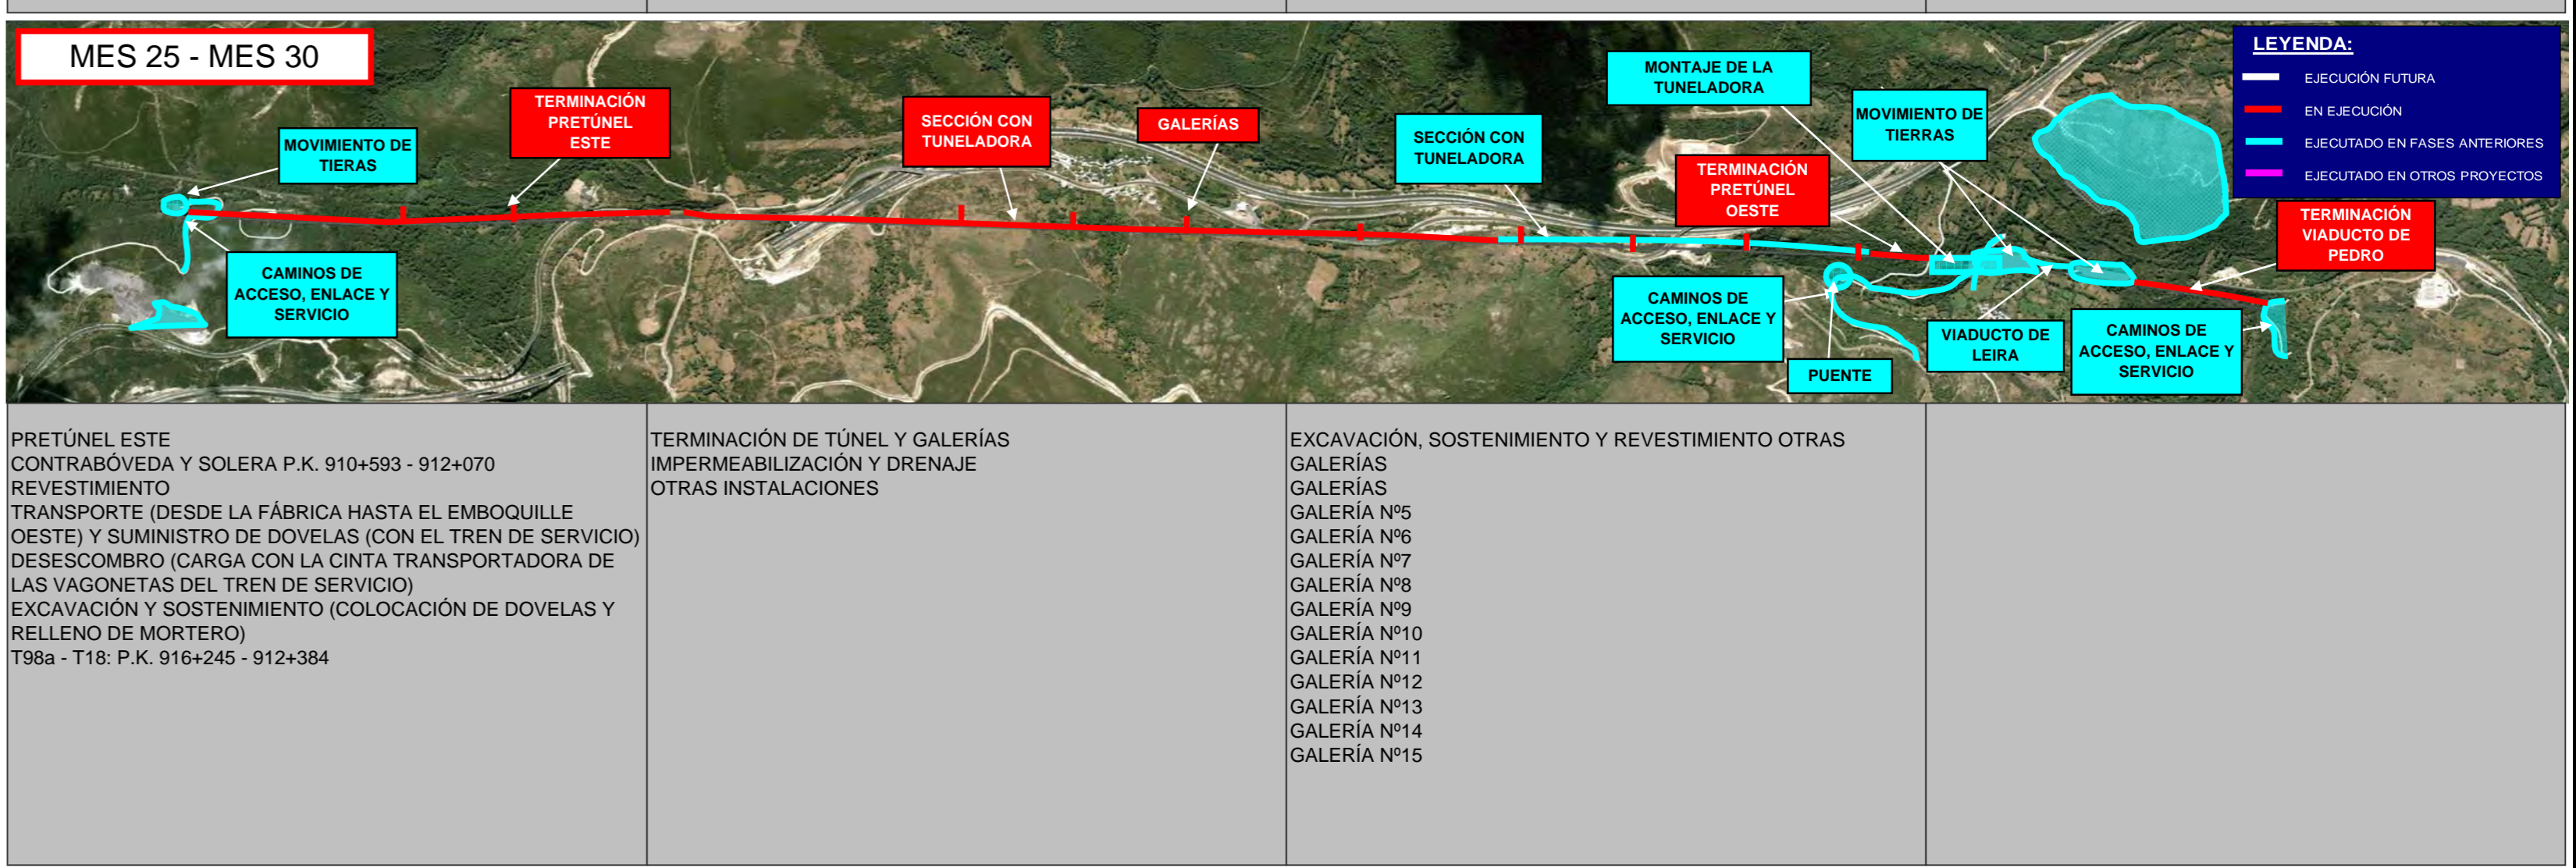 MES 25 - MES 30
LEYENDA:
EJECUCIÓN FUTURA
EN EJECUCIÓN
EJECUTADO EN FASES ANTERIORES
EJECUTADO EN OTROS PROYECTOS
MOVIMIENTO DE
TIERAS
TERMINACIÓN
PRETÚNEL
ESTE
SECCIÓN CON
TUNELADORA
GALERÍAS
SECCIÓN CON
TUNELADORA
MONTAJE DE LA
TUNELADORA
TERMINACIÓN
PRETÚNEL
OESTE
MOVIMIENTO DE
TIERRAS
TERMINACIÓN
VIADUCTO DE
PEDRO
CAMINOS DE
ACCESO, ENLACE Y
SERVICIO
CAMINOS DE
ACCESO, ENLACE Y
SERVICIO
PUENTE
VIADUCTO DE
LEIRA
CAMINOS DE
ACCESO, ENLACE Y
SERVICIO
PRETÚNEL ESTE
CONTRABÓVEDA Y SOLERA P.K. 910+593 - 912+070
REVESTIMIENTO
TRANSPORTE (DESDE LA FÁBRICA HASTA EL EMBOQUILLE
OESTE) Y SUMINISTRO DE DOVELAS (CON EL TREN DE SERVICIO)
DESESCOMBRO (CARGA CON LA CINTA TRANSPORTADORA DE
LAS VAGONETAS DEL TREN DE SERVICIO)
EXCAVACIÓN Y SOSTENIMIENTO (COLOCACIÓN DE DOVELAS Y
RELLENO DE MORTERO)
T98a - T18: P.K. 916+245 - 912+384
TERMINACIÓN DE TÚNEL Y GALERÍAS
IMPERMEABILIZACIÓN Y DRENAJE
OTRAS INSTALACIONES
EXCAVACIÓN, SOSTENIMIENTO Y REVESTIMIENTO OTRAS
GALERÍAS
GALERÍAS
GALERÍA Nº5
GALERÍA Nº6
GALERÍA Nº7
GALERÍA Nº8
GALERÍA Nº9
GALERÍA Nº10
GALERÍA Nº11
GALERÍA Nº12
GALERÍA Nº13
GALERÍA Nº14
GALERÍA Nº15